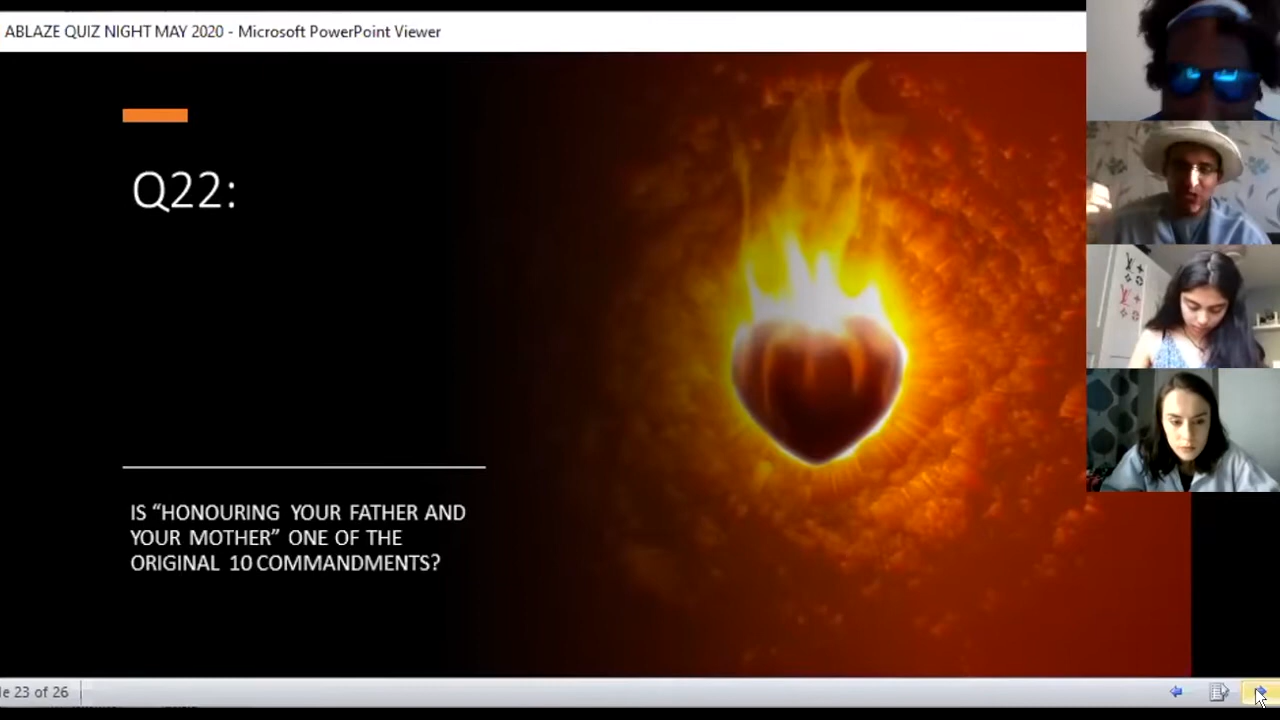 ABLAZE QUIZ NIGHT MAY 2020 - Microsoft PowerPoint Viewer
Q22:
IS “HONOURING YOUR FATHER AND
YOUR MOTHER” ONE OF THE
ORIGINAL 10 COMMANDMENTS?
le 23 of 26